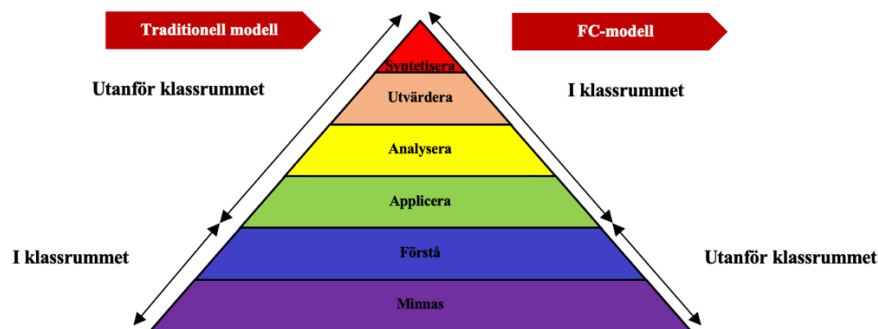 Traditionell modell
FC-modell
Utanför klassrummet
I klassrummet
Syntetisera
Utvärdera
Analysera
Applicera
Förstå
Minnas
I klassrummet
Utanför klassrummet